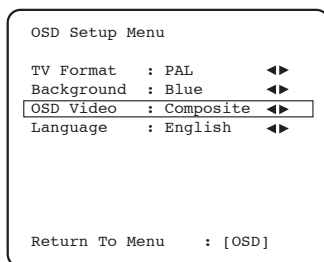 OSD Setup Menu
TV Format : PAL ◄►
Background : Blue ◄►
OSD Video : Composite ◄►
Language : English ◄►
Return To Menu : [OSD]